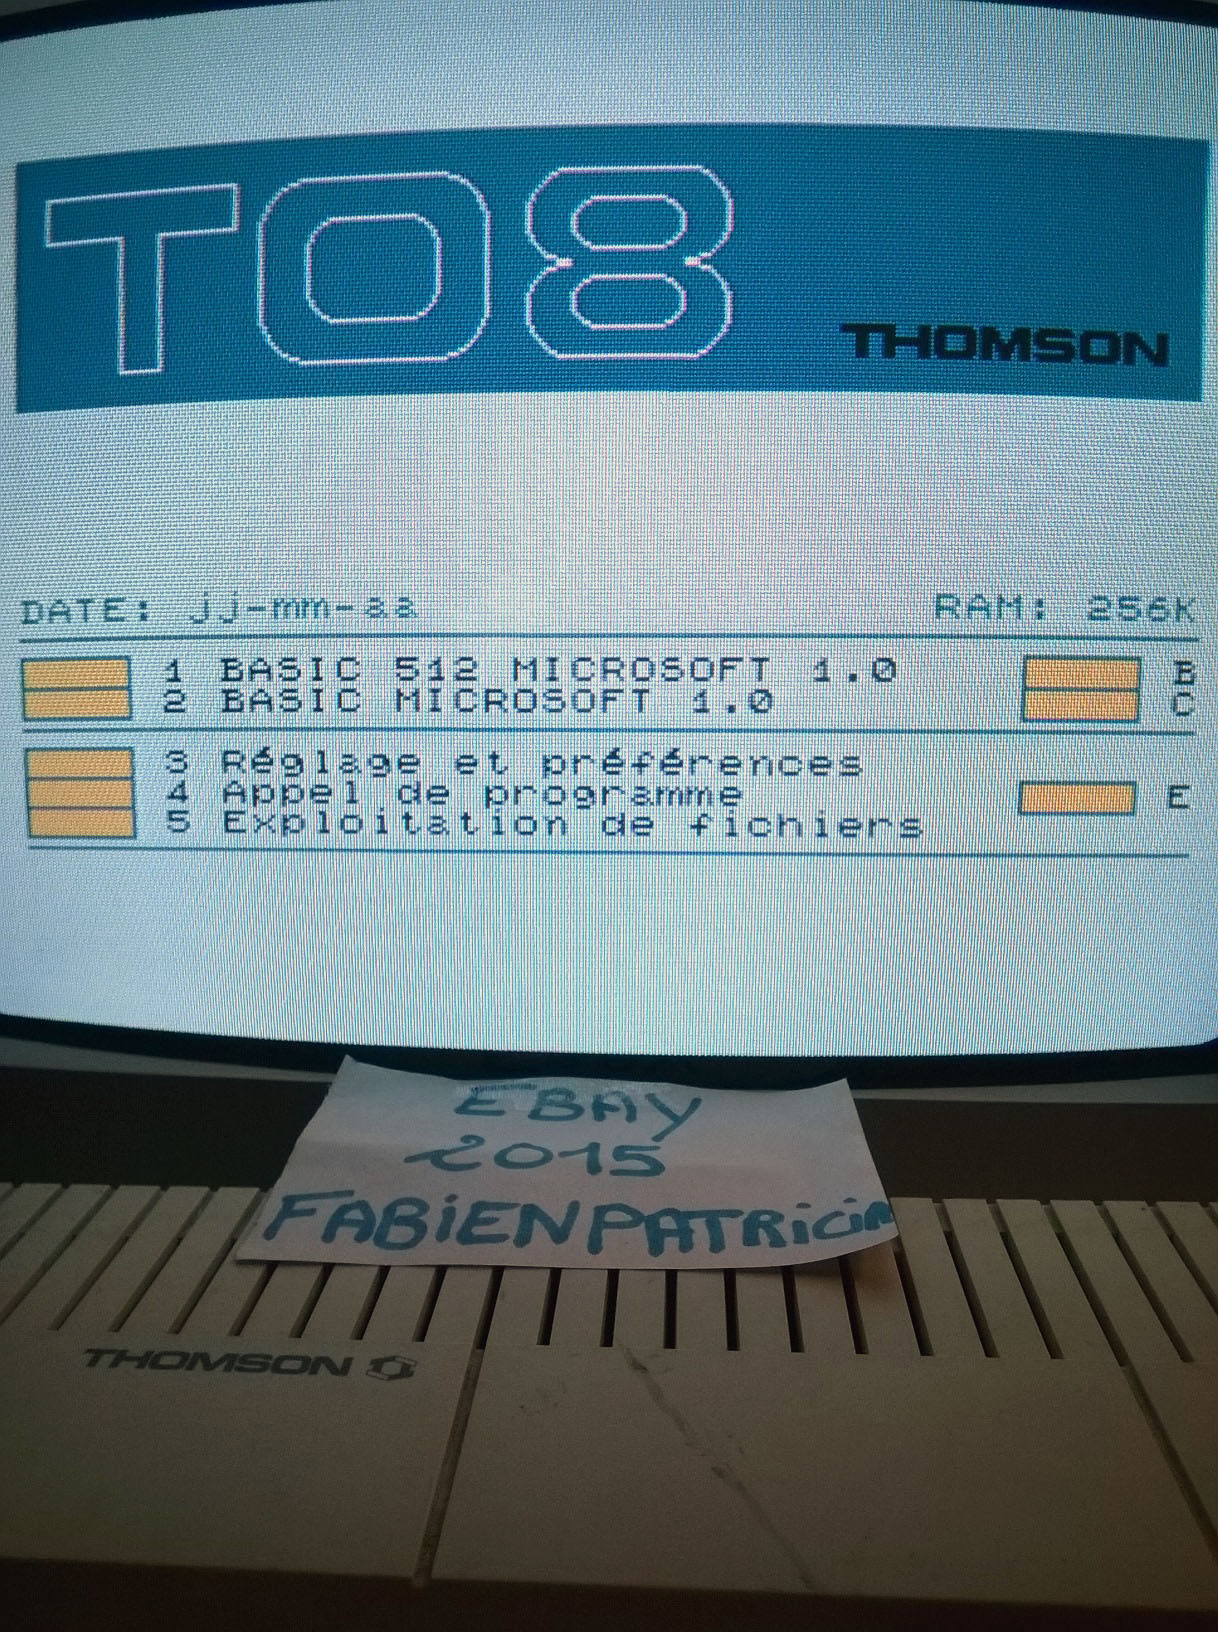 TO8
THOMSON
DATE: jj-mm-aa RAM: 256K
1 BASIC 512 MICROSOFT 1.0 B
2 BASIC MICROSOFT 1.0 C
3 Réglage et préférences
4 Appel de programme E
5 Exploitation de fichiers
EBAY
2015
FABIENPATRICIA
THOMSON